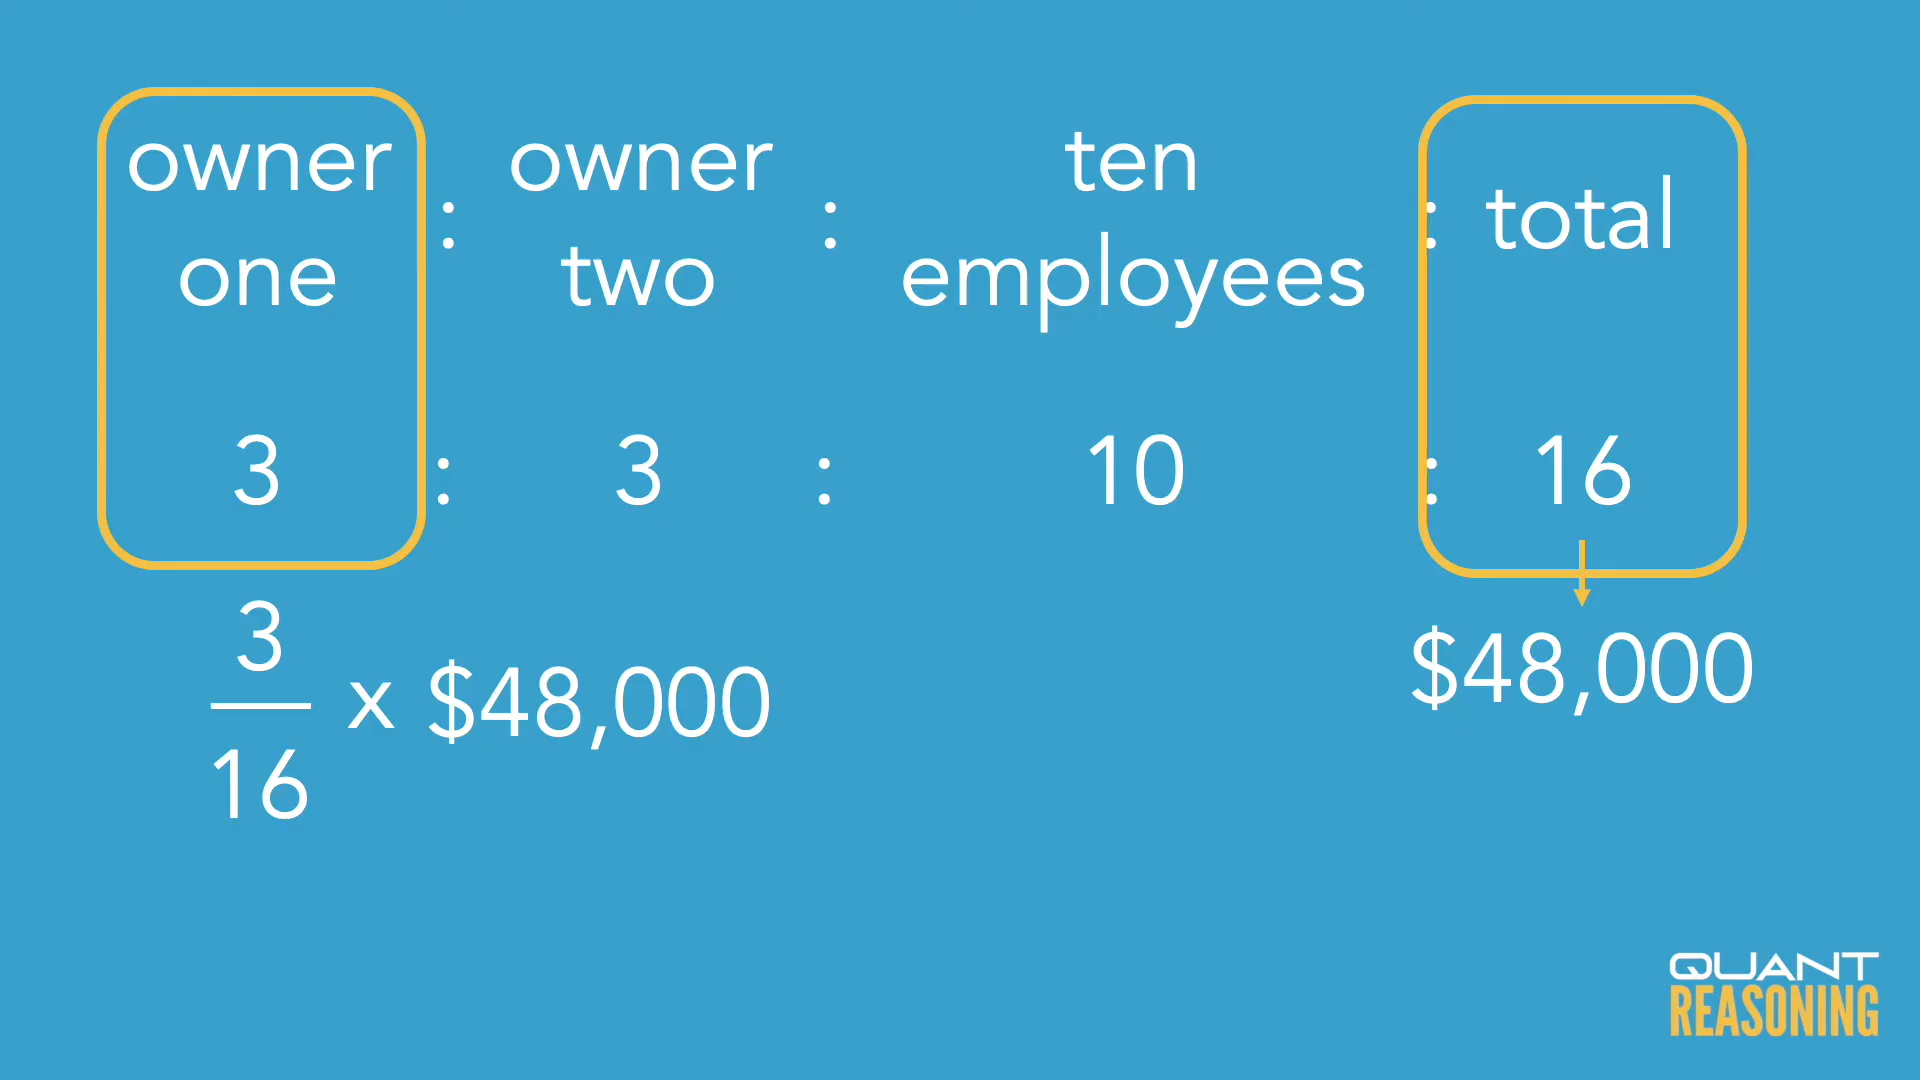 owner : owner : ten : total
one two employees
3 : 3 : 10 : 16
3
16
x $48,000
$48,000
QUANT
REASONING